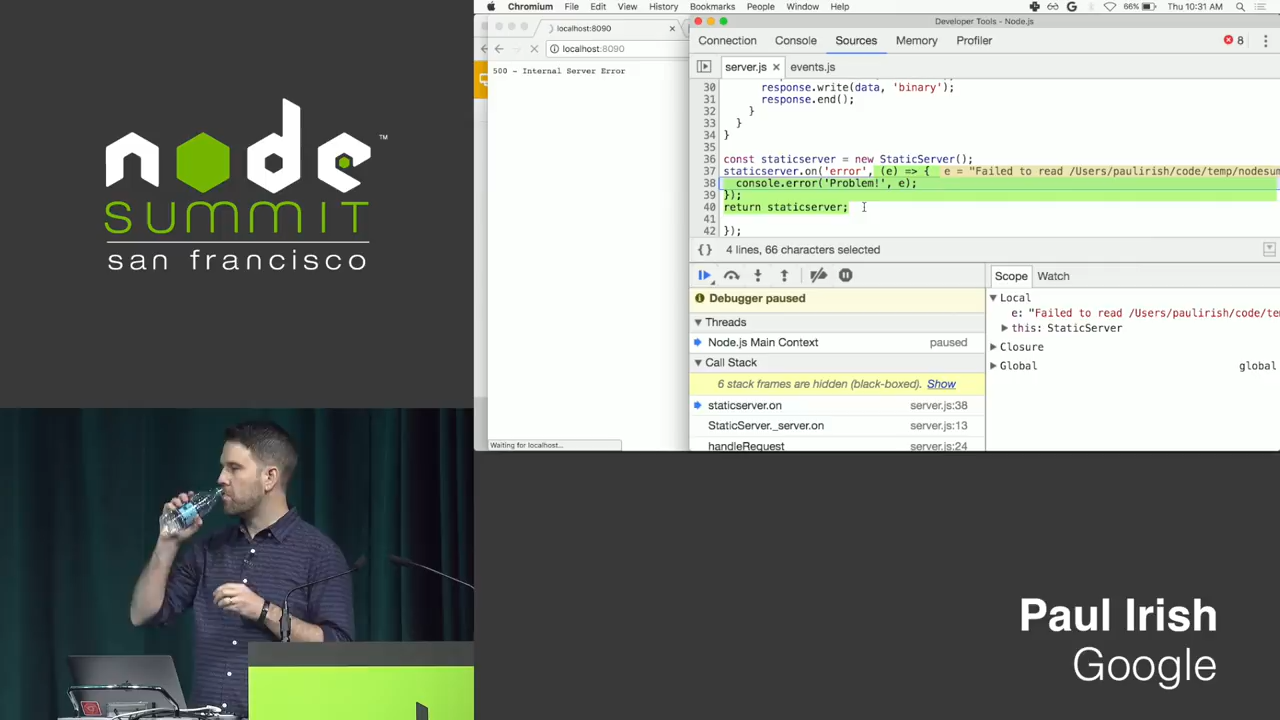 node™
SUMMIT
san francisco
Chromium File Edit View History Bookmarks People Window Help
66% Thu 10:31 AM
localhost:8090
localhost:8090
500 - Internal Server Error
Waiting for localhost...
Developer Tools - Node.js
Connection Console Sources Memory Profiler
8
server.js × events.js
30 response.write(data, 'binary');
31 response.end();
32 }
33 }
34 }
35
36 const staticserver = new StaticServer();
37 staticserver.on('error', (e) => { e = "Failed to read /Users/paulirish/code/temp/nodesum
38 console.error('Problem!', e);
39 });
40 return staticserver;
41
42 });
{} 4 lines, 66 characters selected
Debugger paused
Threads
Node.js Main Context paused
Call Stack
6 stack frames are hidden (black-boxed). Show
staticserver.on server.js:38
StaticServer._server.on server.js:13
handleRequest server.js:24
Scope Watch
Local
e: "Failed to read /Users/paulirish/code/te
this: StaticServer
Closure
Global global
Paul Irish
Google